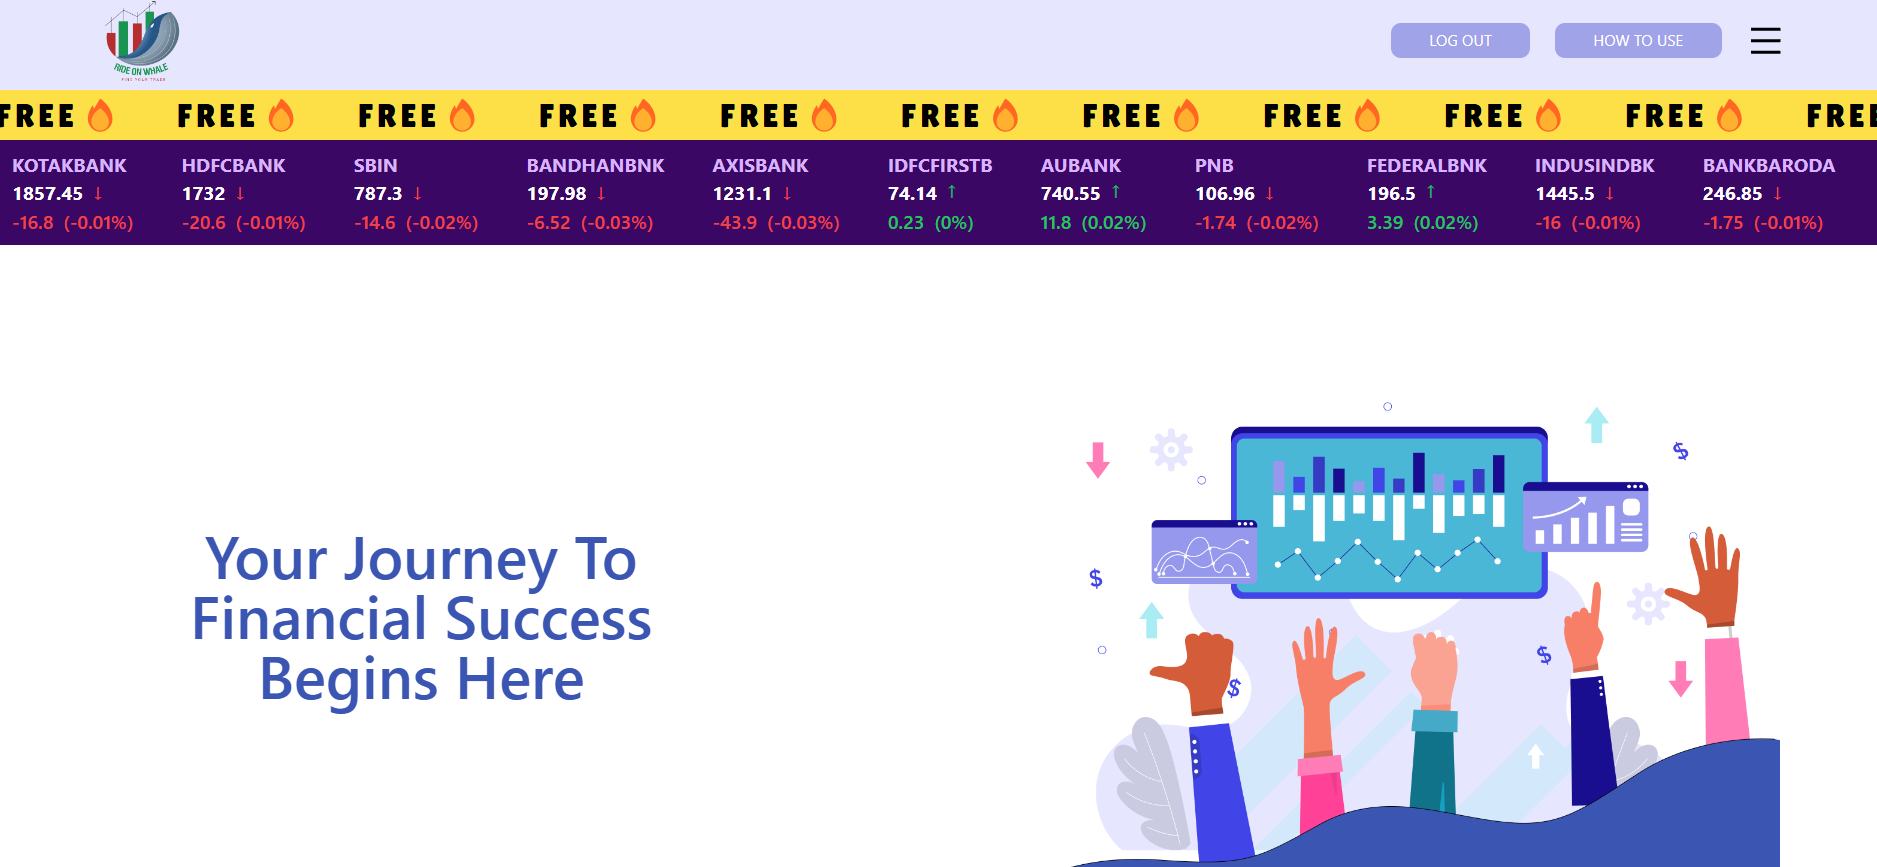 RIDE ON WHALE
FIND YOUR TRADE
LOG OUT
HOW TO USE
FREE FREE FREE FREE FREE FREE FREE FREE FREE FREE FREE
KOTAKBANK HDFCBANK SBIN BANDHANBNK AXISBANK IDFCFIRSTB AUBANK PNB FEDERALBNK INDUSINDBK BANKBARODA
1857.45 ↓ 1732 ↓ 787.3 ↓ 197.98 ↓ 1231.1 ↓ 74.14 ↑ 740.55 ↑ 106.96 ↓ 196.5 ↑ 1445.5 ↓ 246.85 ↓
-16.8 (-0.01%) -20.6 (-0.01%) -14.6 (-0.02%) -6.52 (-0.03%) -43.9 (-0.03%) 0.23 (0%) 11.8 (0.02%) -1.74 (-0.02%) 3.39 (0.02%) -16 (-0.01%) -1.75 (-0.01%)
Your Journey To
Financial Success
Begins Here